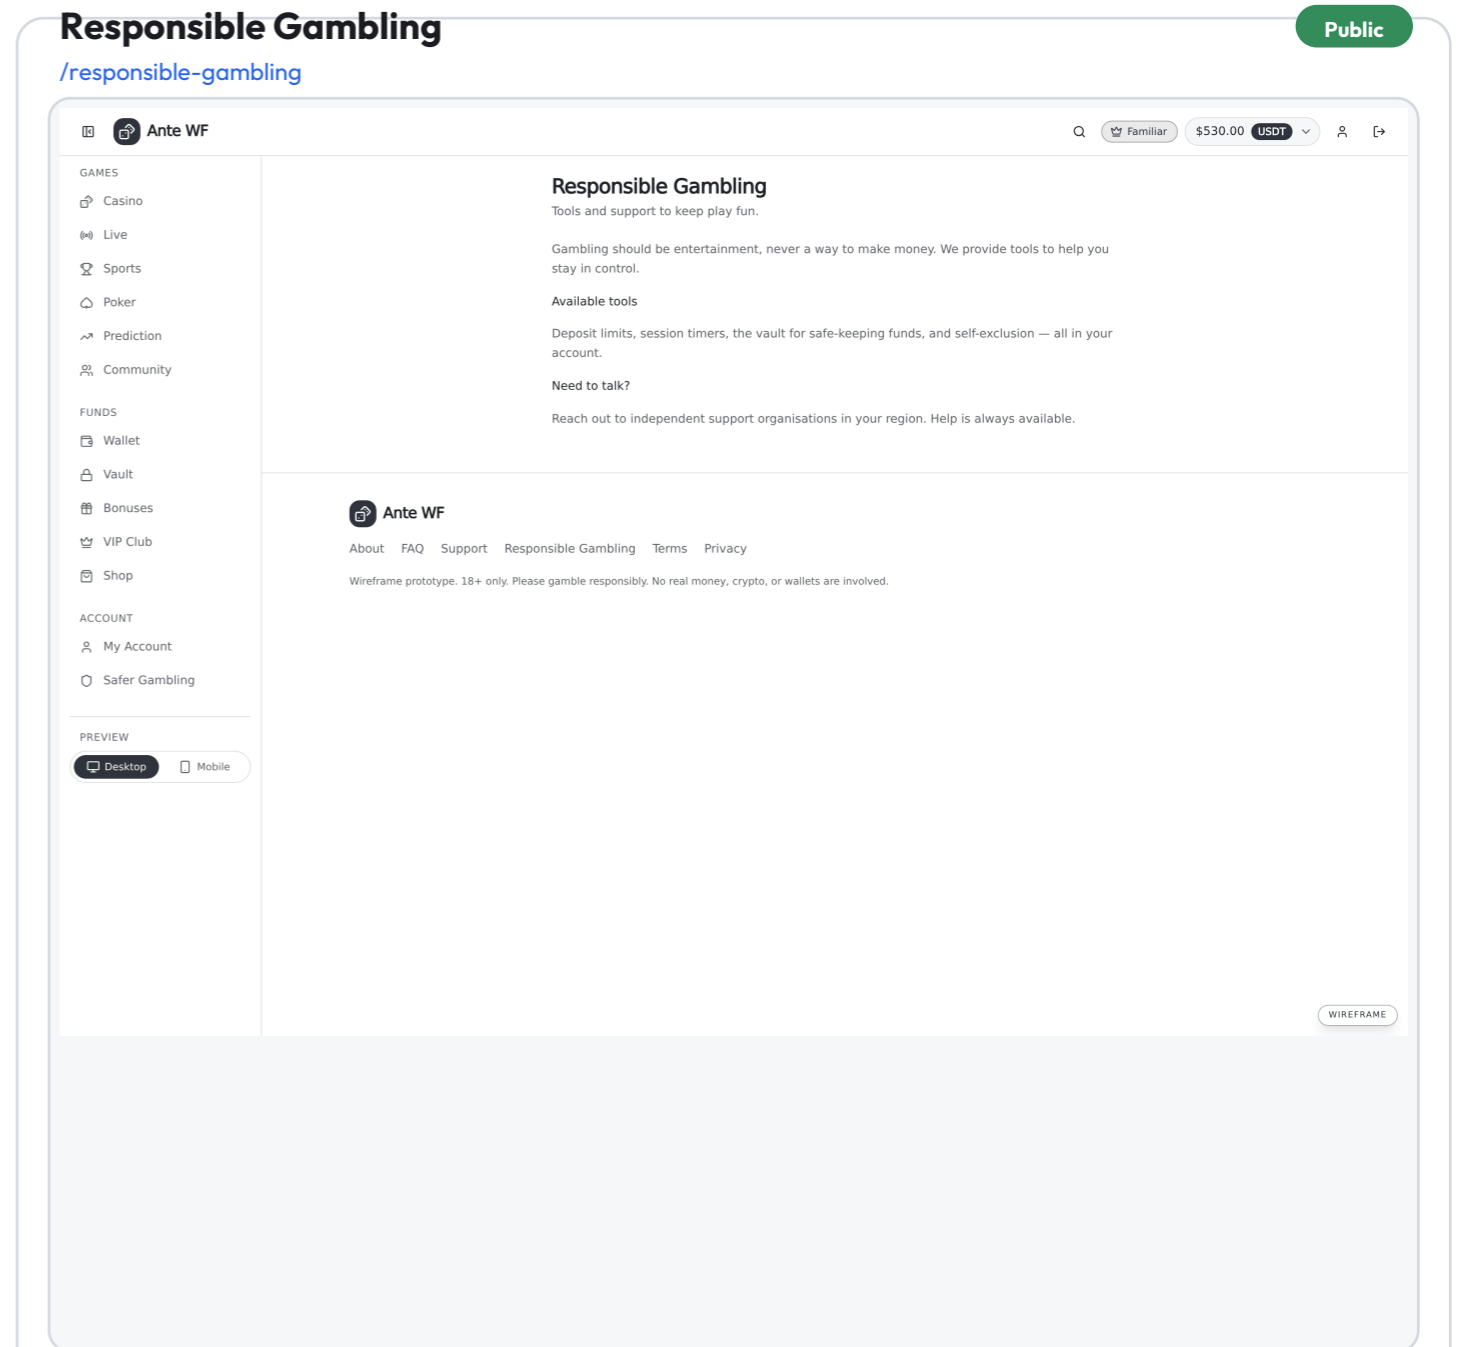 Responsible Gambling
Public
/responsible-gambling
Ante WF
Familiar
$530.00 USDT
GAMES
Casino
Live
Sports
Poker
Prediction
Community
FUNDS
Wallet
Vault
Bonuses
VIP Club
Shop
ACCOUNT
My Account
Safer Gambling
PREVIEW
Desktop
Mobile
Responsible Gambling
Tools and support to keep play fun.
Gambling should be entertainment, never a way to make money. We provide tools to help you
stay in control.
Available tools
Deposit limits, session timers, the vault for safe-keeping funds, and self-exclusion — all in your
account.
Need to talk?
Reach out to independent support organisations in your region. Help is always available.
Ante WF
About FAQ Support Responsible Gambling Terms Privacy
Wireframe prototype. 18+ only. Please gamble responsibly. No real money, crypto, or wallets are involved.
WIREFRAME